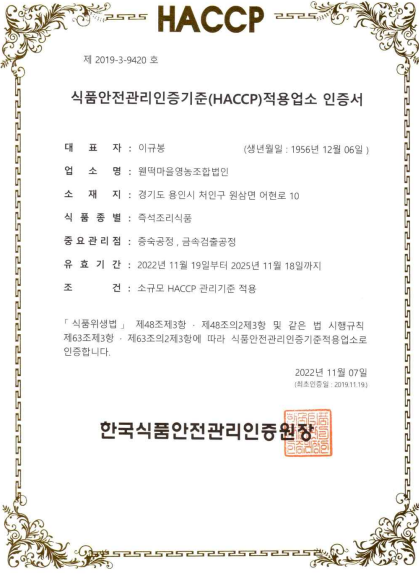 HACCP
제 2019-3-9420 호
식품안전관리인증기준(HACCP)적용업소 인증서
대 표 자 : 이규봉 (생년월일 : 1956년 12월 06일 )
업 소 명 : 웬떡마을영농조합법인
소 재 지 : 경기도 용인시 처인구 원삼면 어현로 10
식 품 종 별 : 즉석조리식품
중요관리점 : 증숙공정 , 금속검출공정
유 효 기 간 : 2022년 11월 19일부터 2025년 11월 18일까지
조 건 : 소규모 HACCP 관리기준 적용
「식품위생법」 제48조제3항 · 제48조의2제3항 및 같은 법 시행규칙
제63조제3항 · 제63조의2제3항에 따라 식품안전관리인증기준적용업소로
인증합니다.
2022년 11월 07일
(최초인증일 : 2019.11.19.)
한국식품안전관리인증원장